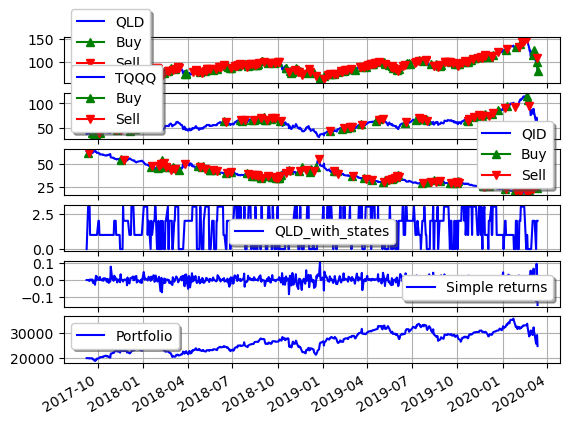 QLD
Buy
Sell
150
100
TQQQ
Buy
Sell
100
50
QID
Buy
Sell
50
25
2.5
0.0
QLD_with_states
0.1
0.0
−0.1
Simple returns
30000
20000
Portfolio
2017-10
2018-01
2018-04
2018-07
2018-10
2019-01
2019-04
2019-07
2019-10
2020-01
2020-04